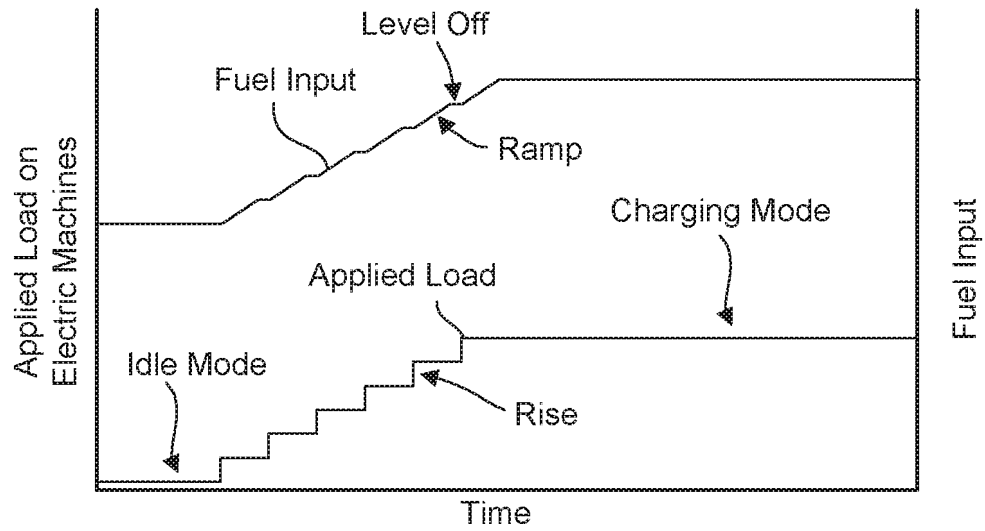 Level Off
Fuel Input
Ramp
Charging Mode
Applied Load
Idle Mode
Rise
Applied Load on
Electric Machines
Fuel Input
Time